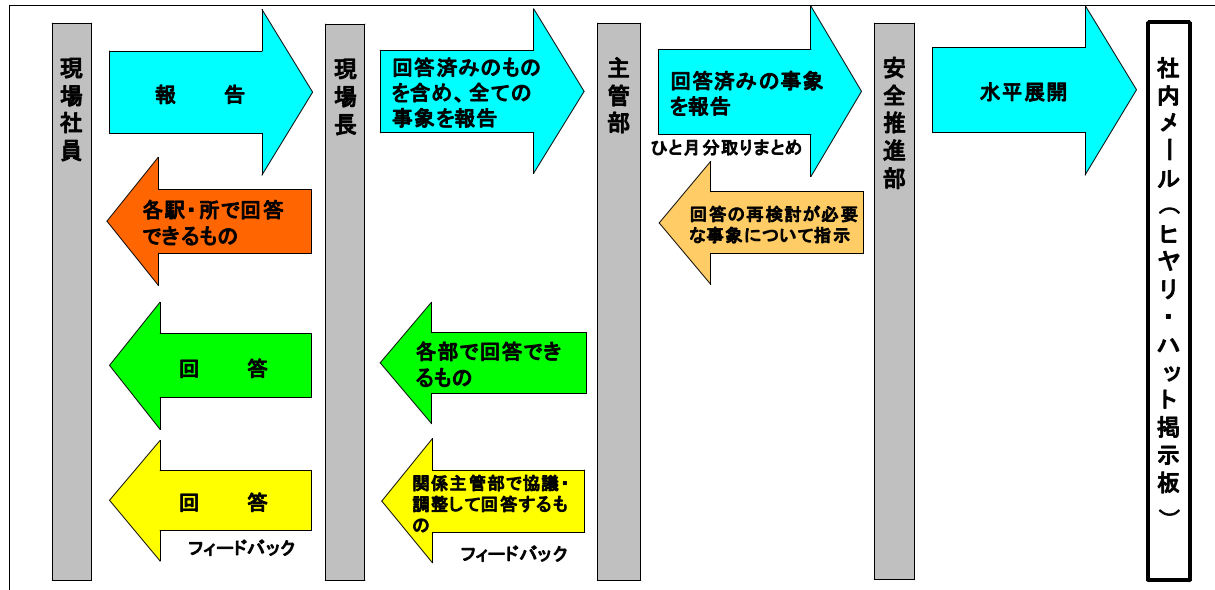 現場社員
報　告
各駅・所で回答
できるもの
回　答
回　答
フィードバック
現場長
回答済みのもの
を含め、全ての
事象を報告
各部で回答でき
るもの
関係主管部で協議・
調整して回答するも
の
フィードバック
主管部
回答済みの事象
を報告
ひと月分取りまとめ
回答の再検討が必要
な事象について指示
安全推進部
水平展開
社内メール（ヒヤリ・ハット掲示板）